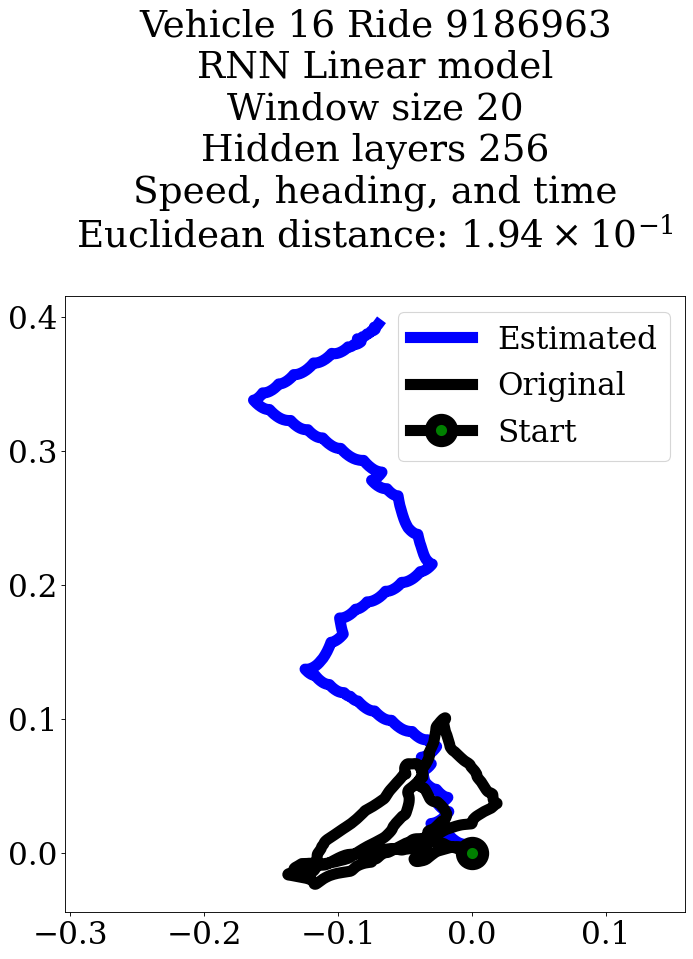 Vehicle 16 Ride 9186963
RNN Linear model
Window size 20
Hidden layers 256
Speed, heading, and time
Euclidean distance: 1.94 × 10⁻¹
Estimated
Original
Start
0.4
0.3
0.2
0.1
0.0
−0.3 −0.2 −0.1 0.0 0.1